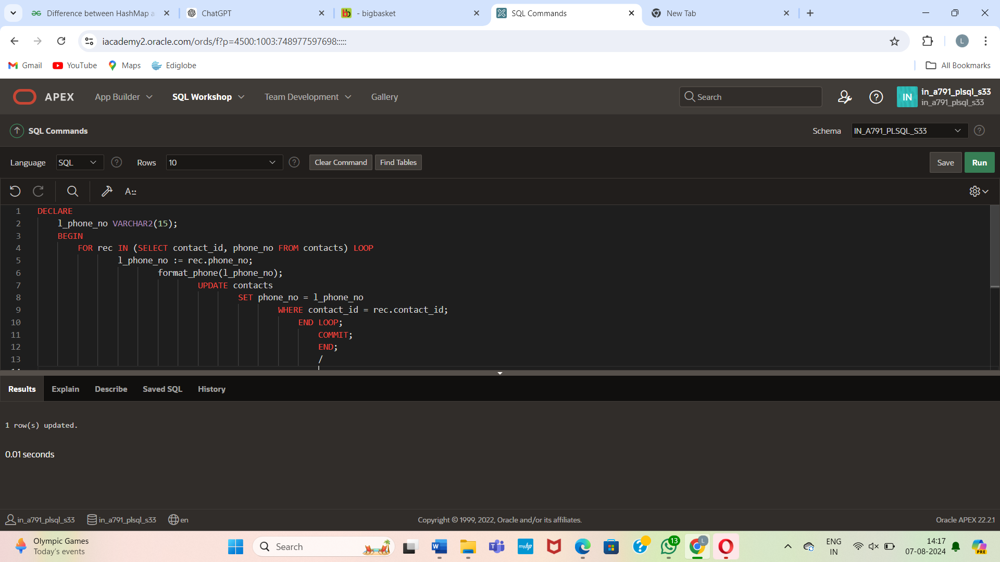 Difference between HashMap a
ChatGPT
- bigbasket
SQL Commands
New Tab
iacademy2.oracle.com/ords/f?p=4500:1003:748977597698:::::
L
Gmail
YouTube
Maps
Ediglobe
All Bookmarks
APEX
App Builder
SQL Workshop
Team Development
Gallery
Search
IN
in_a791_plsql_s33
in_a791_plsql_s33
SQL Commands
Schema
IN_A791_PLSQL_S33
Language
SQL
Rows
10
Clear Command
Find Tables
Save
Run
A::
1 DECLARE
2 l_phone_no VARCHAR2(15);
3 BEGIN
4 FOR rec IN (SELECT contact_id, phone_no FROM contacts) LOOP
5 l_phone_no := rec.phone_no;
6 format_phone(l_phone_no);
7 UPDATE contacts
8 SET phone_no = l_phone_no
9 WHERE contact_id = rec.contact_id;
10 END LOOP;
11 COMMIT;
12 END;
13 /
Results
Explain
Describe
Saved SQL
History
1 row(s) updated.
0.01 seconds
in_a791_plsql_s33
in_a791_plsql_s33
en
Copyright © 1999, 2022, Oracle and/or its affiliates.
Oracle APEX 22.2.1
Olympic Games
Today's events
Search
W
myhp
13
L
ENG
IN
14:17
07-08-2024
PRE